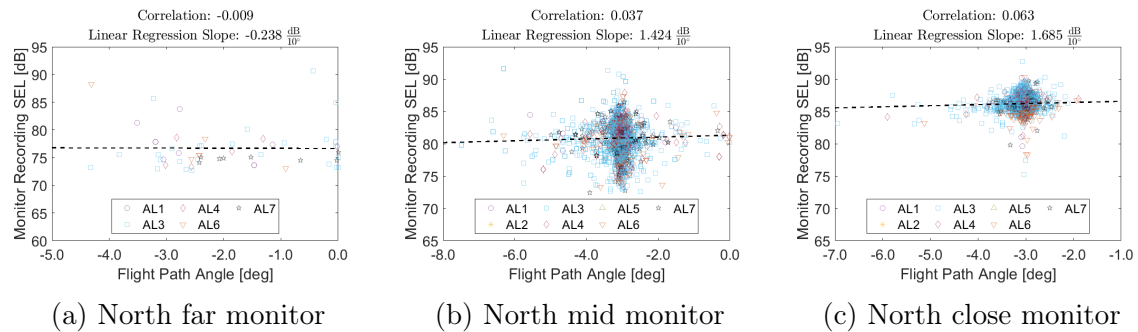 Correlation: -0.009
Linear Regression Slope: -0.238 dB/10°
Monitor Recording SEL [dB]
95
90
85
80
75
70
65
60
AL1
AL4
AL7
AL3
AL6
-5.0
-4.0
-3.0
-2.0
-1.0
0.0
Flight Path Angle [deg]
(a) North far monitor
Correlation: 0.037
Linear Regression Slope: 1.424 dB/10°
Monitor Recording SEL [dB]
95
90
85
80
75
70
65
AL1
AL3
AL5
AL7
AL2
AL4
AL6
-8.0
-6.0
-4.0
-2.0
0.0
Flight Path Angle [deg]
(b) North mid monitor
Correlation: 0.063
Linear Regression Slope: 1.685 dB/10°
Monitor Recording SEL [dB]
95
90
85
80
75
70
65
AL1
AL3
AL5
AL7
AL2
AL4
AL6
-7.0
-6.0
-5.0
-4.0
-3.0
-2.0
-1.0
Flight Path Angle [deg]
(c) North close monitor